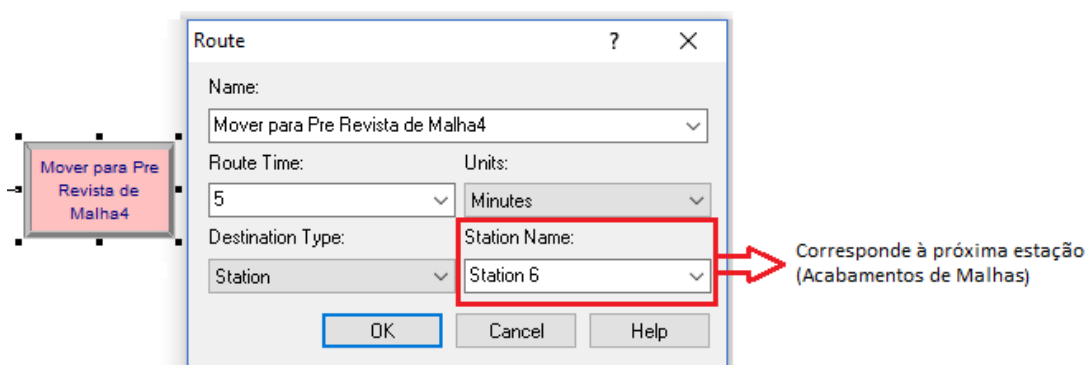 Route ? ×
Name:
Mover para Pre Revista de Malha4
Mover para Pre
Revista de
Malha4
Route Time: Units:
5 Minutes
Destination Type: Station Name:
Station Station 6
Corresponde à próxima estação
(Acabamentos de Malhas)
OK Cancel Help